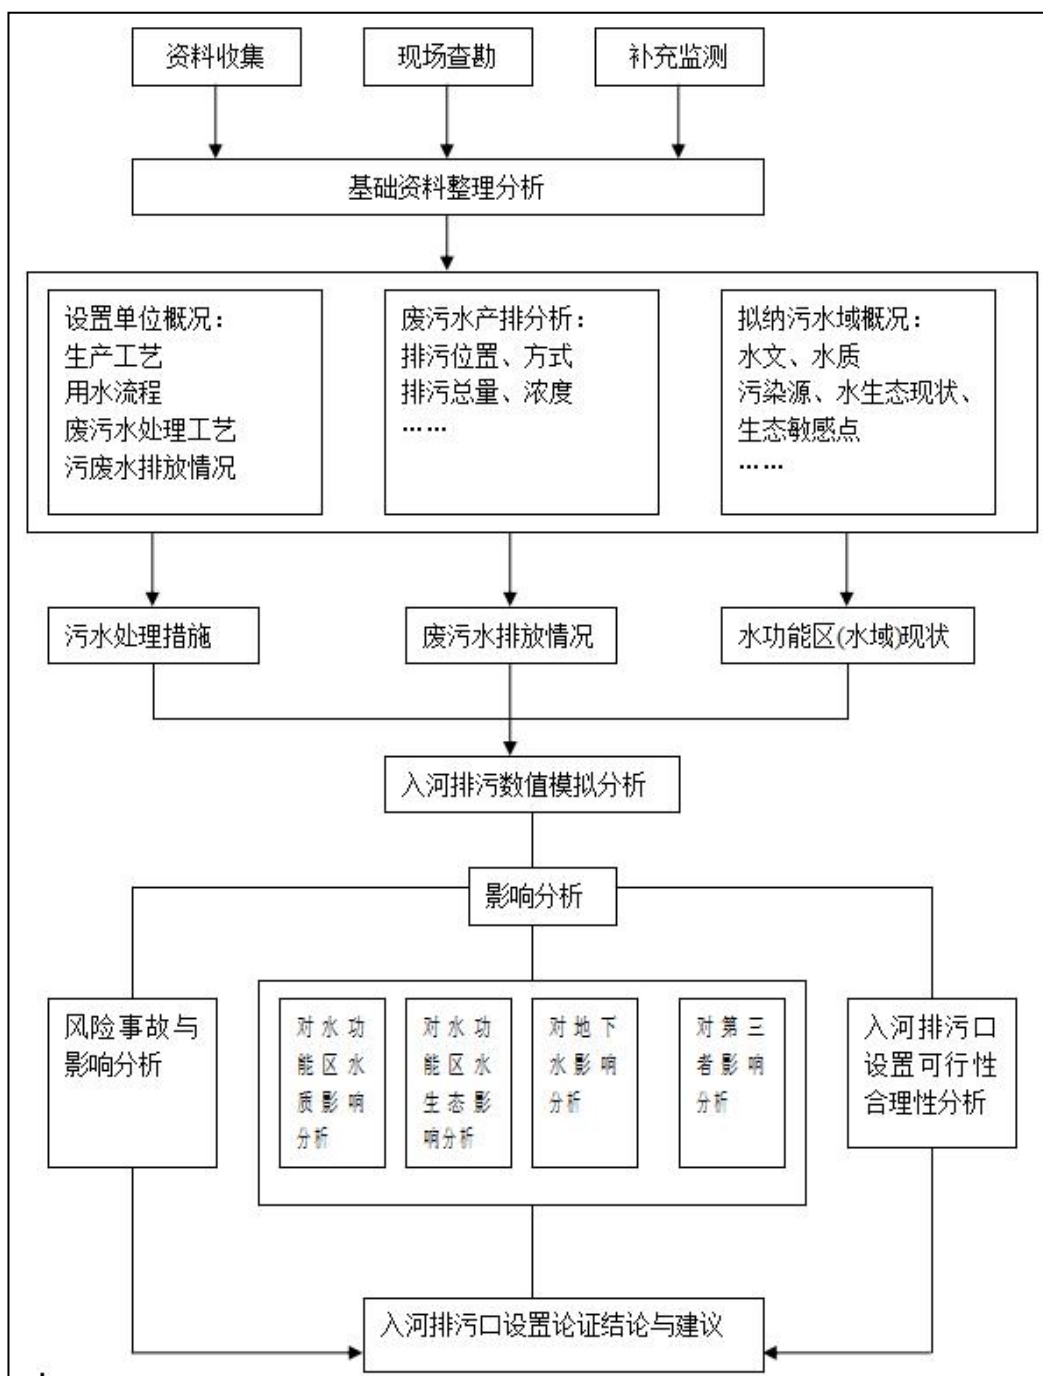 资料收集
现场查勘
补充监测
基础资料整理分析
设置单位概况：
生产工艺
用水流程
废污水处理工艺
污废水排放情况
废污水产排分析：
排污位置、方式
排污总量、浓度
……
拟纳污水域概况：
水文、水质
污染源、水生态现状、
生态敏感点
……
污水处理措施
废污水排放情况
水功能区(水域)现状
入河排污数值模拟分析
影响分析
风险事故与
影响分析
对水功
能区水
质影响
分析
对水功
能区水
生态影
响分析
对地下
水影响
分析
对第三
者影响
分析
入河排污口
设置可行性
合理性分析
入河排污口设置论证结论与建议